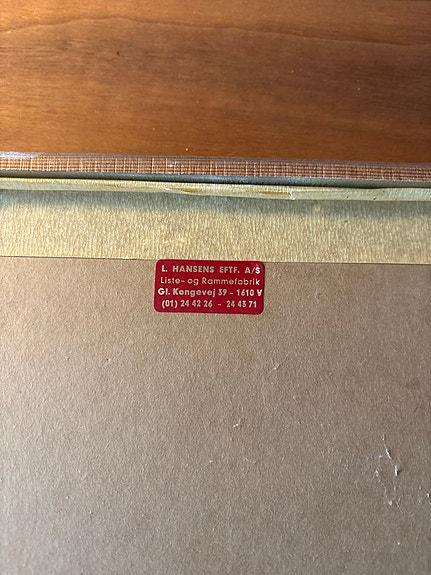 L. HANSENS EFTF. A/S
Liste- og Rammefabrik
Gl. Kongevej 39 - 1610 V
(01) 24 42 26 - 24 43 71